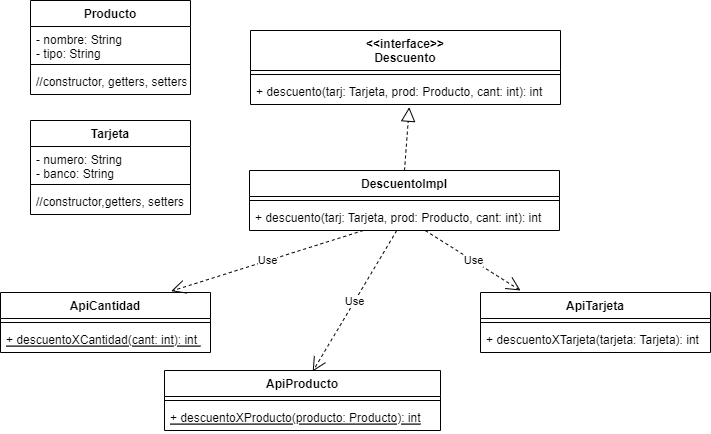 Producto
- nombre: String
- tipo: String
//constructor, getters, setters
<<interface>>
Descuento
+ descuento(tarj: Tarjeta, prod: Producto, cant: int): int
Tarjeta
- numero: String
- banco: String
//constructor,getters, setters
DescuentoImpl
+ descuento(tarj: Tarjeta, prod: Producto, cant: int): int
Use
Use
Use
ApiCantidad
+ descuentoXCantidad(cant: int): int
ApiTarjeta
+ descuentoXTarjeta(tarjeta: Tarjeta): int
ApiProducto
+ descuentoXProducto(producto: Producto): int